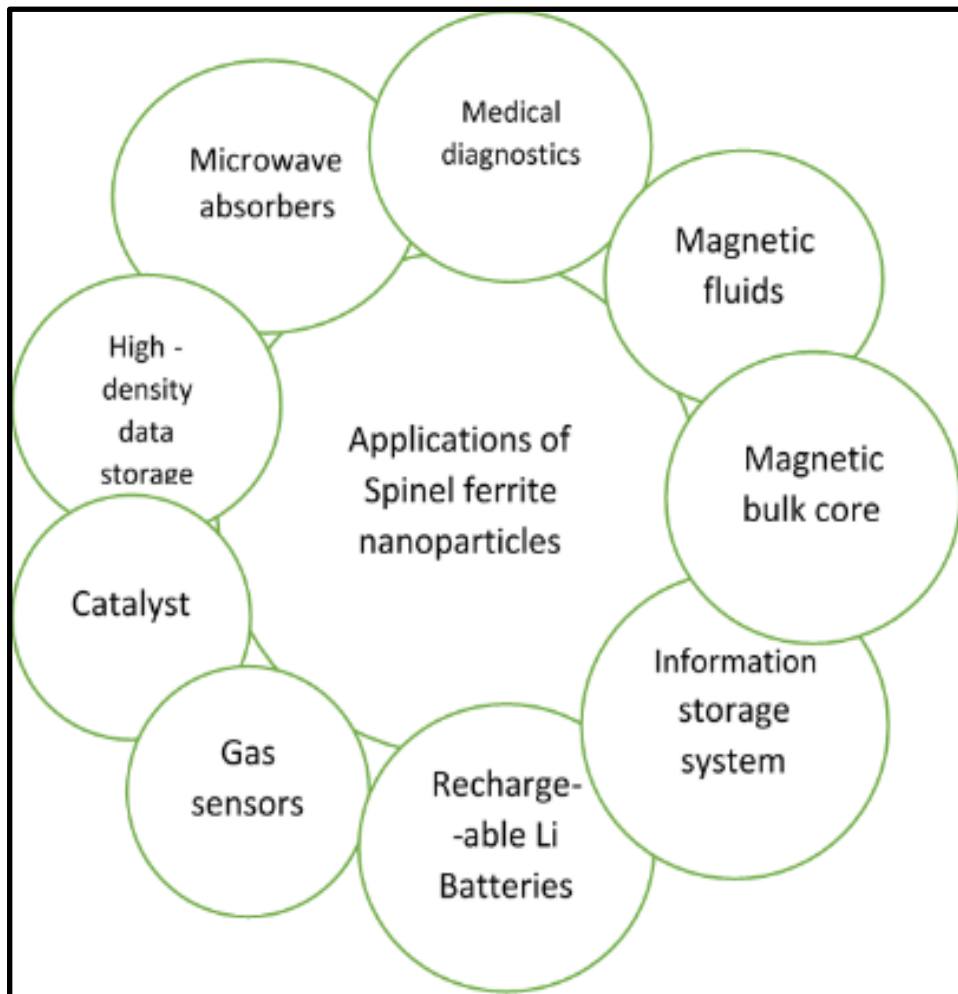 Medical
diagnostics
Magnetic
fluids
Magnetic
bulk core
Information
storage
system
Recharge-
-able Li
Batteries
Gas
sensors
Catalyst
High -
density
data
storage
Microwave
absorbers
Applications of
Spinel ferrite
nanoparticles